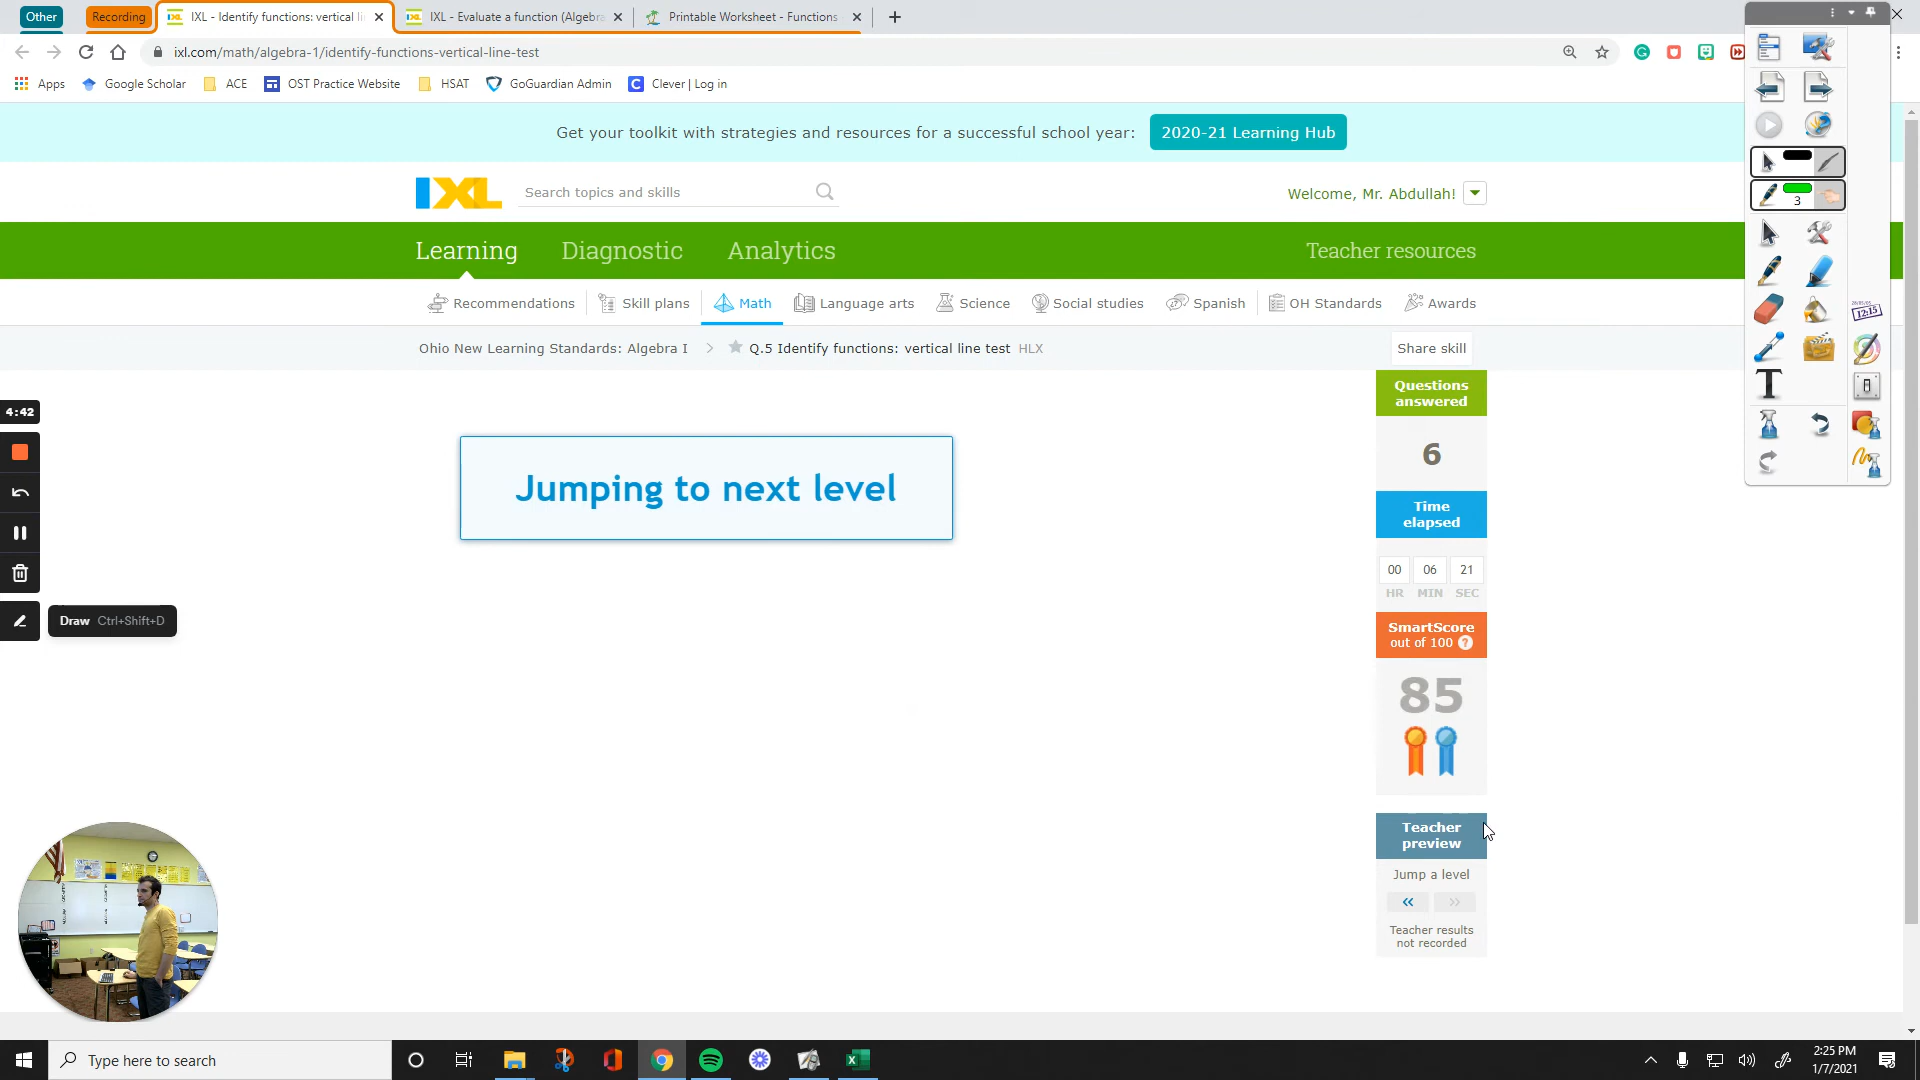 Other
Recording
IXL - Identify functions: vertical li
IXL - Evaluate a function (Algebra
Printable Worksheet - Functions
ixl.com/math/algebra-1/identify-functions-vertical-line-test
Apps
Google Scholar
ACE
OST Practice Website
HSAT
GoGuardian Admin
Clever | Log in
Get your toolkit with strategies and resources for a successful school year:
2020-21 Learning Hub
IXL
Search topics and skills
Welcome, Mr. Abdullah!
Learning
Diagnostic
Analytics
Teacher resources
Recommendations
Skill plans
Math
Language arts
Science
Social studies
Spanish
OH Standards
Awards
Ohio New Learning Standards: Algebra I
Q.5 Identify functions: vertical line test HLX
Share skill
Questions
answered
6
Time
elapsed
00 06 21
HR MIN SEC
SmartScore
out of 100 ?
85
Teacher
preview
Jump a level
Teacher results
not recorded
Jumping to next level
4:42
Draw Ctrl+Shift+D
3
12:15
T
Type here to search
2:25 PM
1/7/2021